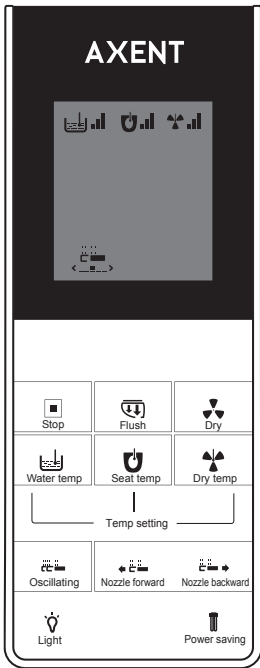 AXENT
Stop Flush Dry
Water temp Seat temp Dry temp
Temp setting
Oscillating Nozzle forward Nozzle backward
Light Power saving